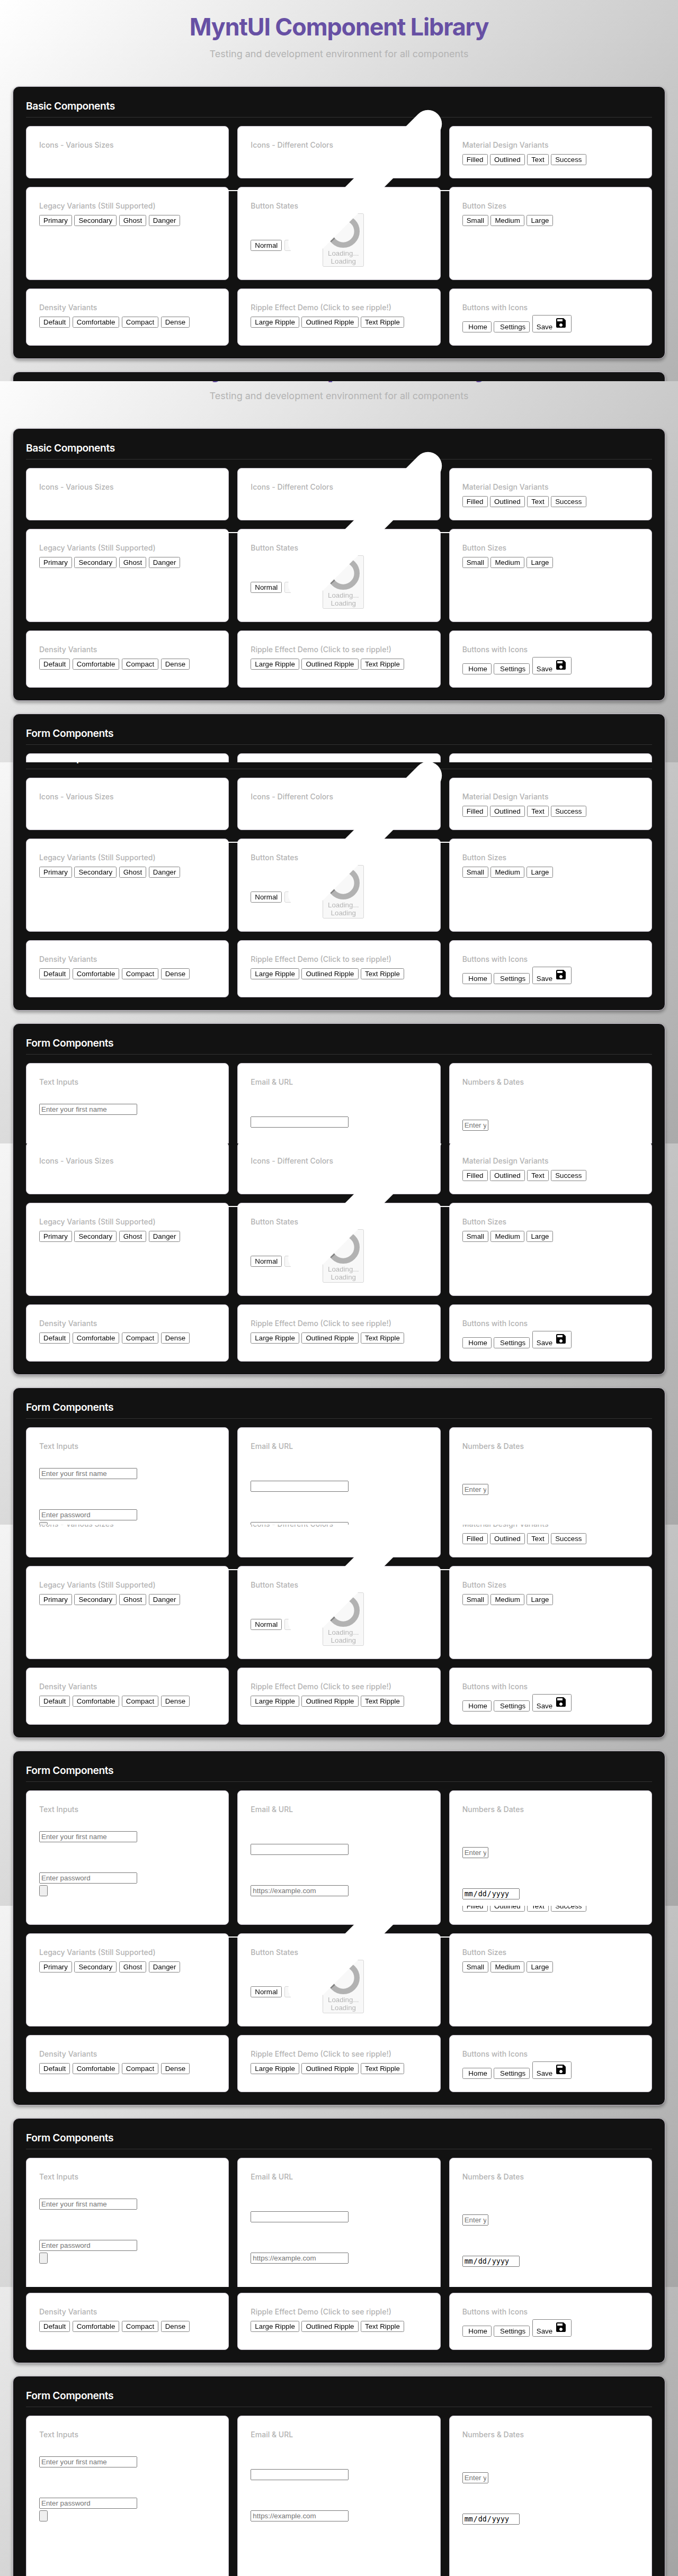 MyntUI Component Library
Testing and development environment for all components
Basic Components
Icons - Various Sizes
Icons - Different Colors
Material Design Variants
Filled Outlined Text Success
Legacy Variants (Still Supported)
Primary Secondary Ghost Danger
Button States
Normal
Loading...
Loading
Button Sizes
Small Medium Large
Density Variants
Default Comfortable Compact Dense
Ripple Effect Demo (Click to see ripple!)
Large Ripple Outlined Ripple Text Ripple
Buttons with Icons
Home Settings Save
Testing and development environment for all components
Basic Components
Icons - Various Sizes
Icons - Different Colors
Material Design Variants
Filled Outlined Text Success
Legacy Variants (Still Supported)
Primary Secondary Ghost Danger
Button States
Normal
Loading...
Loading
Button Sizes
Small Medium Large
Density Variants
Default Comfortable Compact Dense
Ripple Effect Demo (Click to see ripple!)
Large Ripple Outlined Ripple Text Ripple
Buttons with Icons
Home Settings Save
Form Components
Icons - Various Sizes
Icons - Different Colors
Material Design Variants
Filled Outlined Text Success
Legacy Variants (Still Supported)
Primary Secondary Ghost Danger
Button States
Normal
Loading...
Loading
Button Sizes
Small Medium Large
Density Variants
Default Comfortable Compact Dense
Ripple Effect Demo (Click to see ripple!)
Large Ripple Outlined Ripple Text Ripple
Buttons with Icons
Home Settings Save
Form Components
Text Inputs
Enter your first name
Email & URL
Numbers & Dates
Enter y
Icons - Various Sizes
Icons - Different Colors
Material Design Variants
Filled Outlined Text Success
Legacy Variants (Still Supported)
Primary Secondary Ghost Danger
Button States
Normal
Loading...
Loading
Button Sizes
Small Medium Large
Density Variants
Default Comfortable Compact Dense
Ripple Effect Demo (Click to see ripple!)
Large Ripple Outlined Ripple Text Ripple
Buttons with Icons
Home Settings Save
Form Components
Text Inputs
Enter your first name
Enter password
Email & URL
Numbers & Dates
Enter y
Filled Outlined Text Success
Legacy Variants (Still Supported)
Primary Secondary Ghost Danger
Button States
Normal
Loading...
Loading
Button Sizes
Small Medium Large
Density Variants
Default Comfortable Compact Dense
Ripple Effect Demo (Click to see ripple!)
Large Ripple Outlined Ripple Text Ripple
Buttons with Icons
Home Settings Save
Form Components
Text Inputs
Enter your first name
Enter password
Email & URL
https://example.com
Numbers & Dates
Enter y
mm/dd/yyyy
Filled Outlined Text Success
Legacy Variants (Still Supported)
Primary Secondary Ghost Danger
Button States
Normal
Loading...
Loading
Button Sizes
Small Medium Large
Density Variants
Default Comfortable Compact Dense
Ripple Effect Demo (Click to see ripple!)
Large Ripple Outlined Ripple Text Ripple
Buttons with Icons
Home Settings Save
Form Components
Text Inputs
Enter your first name
Enter password
Email & URL
https://example.com
Numbers & Dates
Enter y
mm/dd/yyyy
Density Variants
Default Comfortable Compact Dense
Ripple Effect Demo (Click to see ripple!)
Large Ripple Outlined Ripple Text Ripple
Buttons with Icons
Home Settings Save
Form Components
Text Inputs
Enter your first name
Enter password
Email & URL
https://example.com
Numbers & Dates
Enter y
mm/dd/yyyy